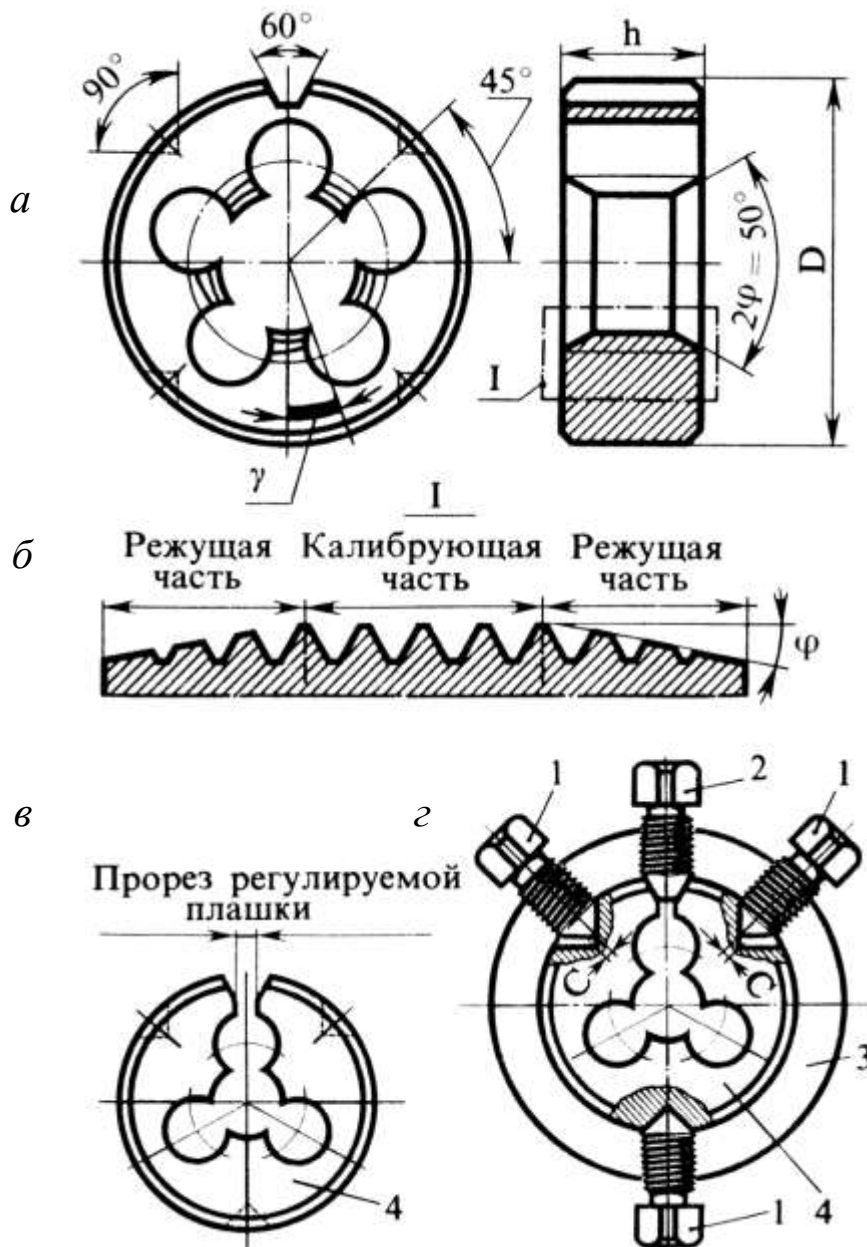 а
60°
90°
45°
h
2φ = 50°
D
I
γ
б
I
Режущая часть
Калибрующая часть
Режущая часть
φ
в
Прорез регулируемой
плашки
4
г
1
2
1
C
C
3
4
1